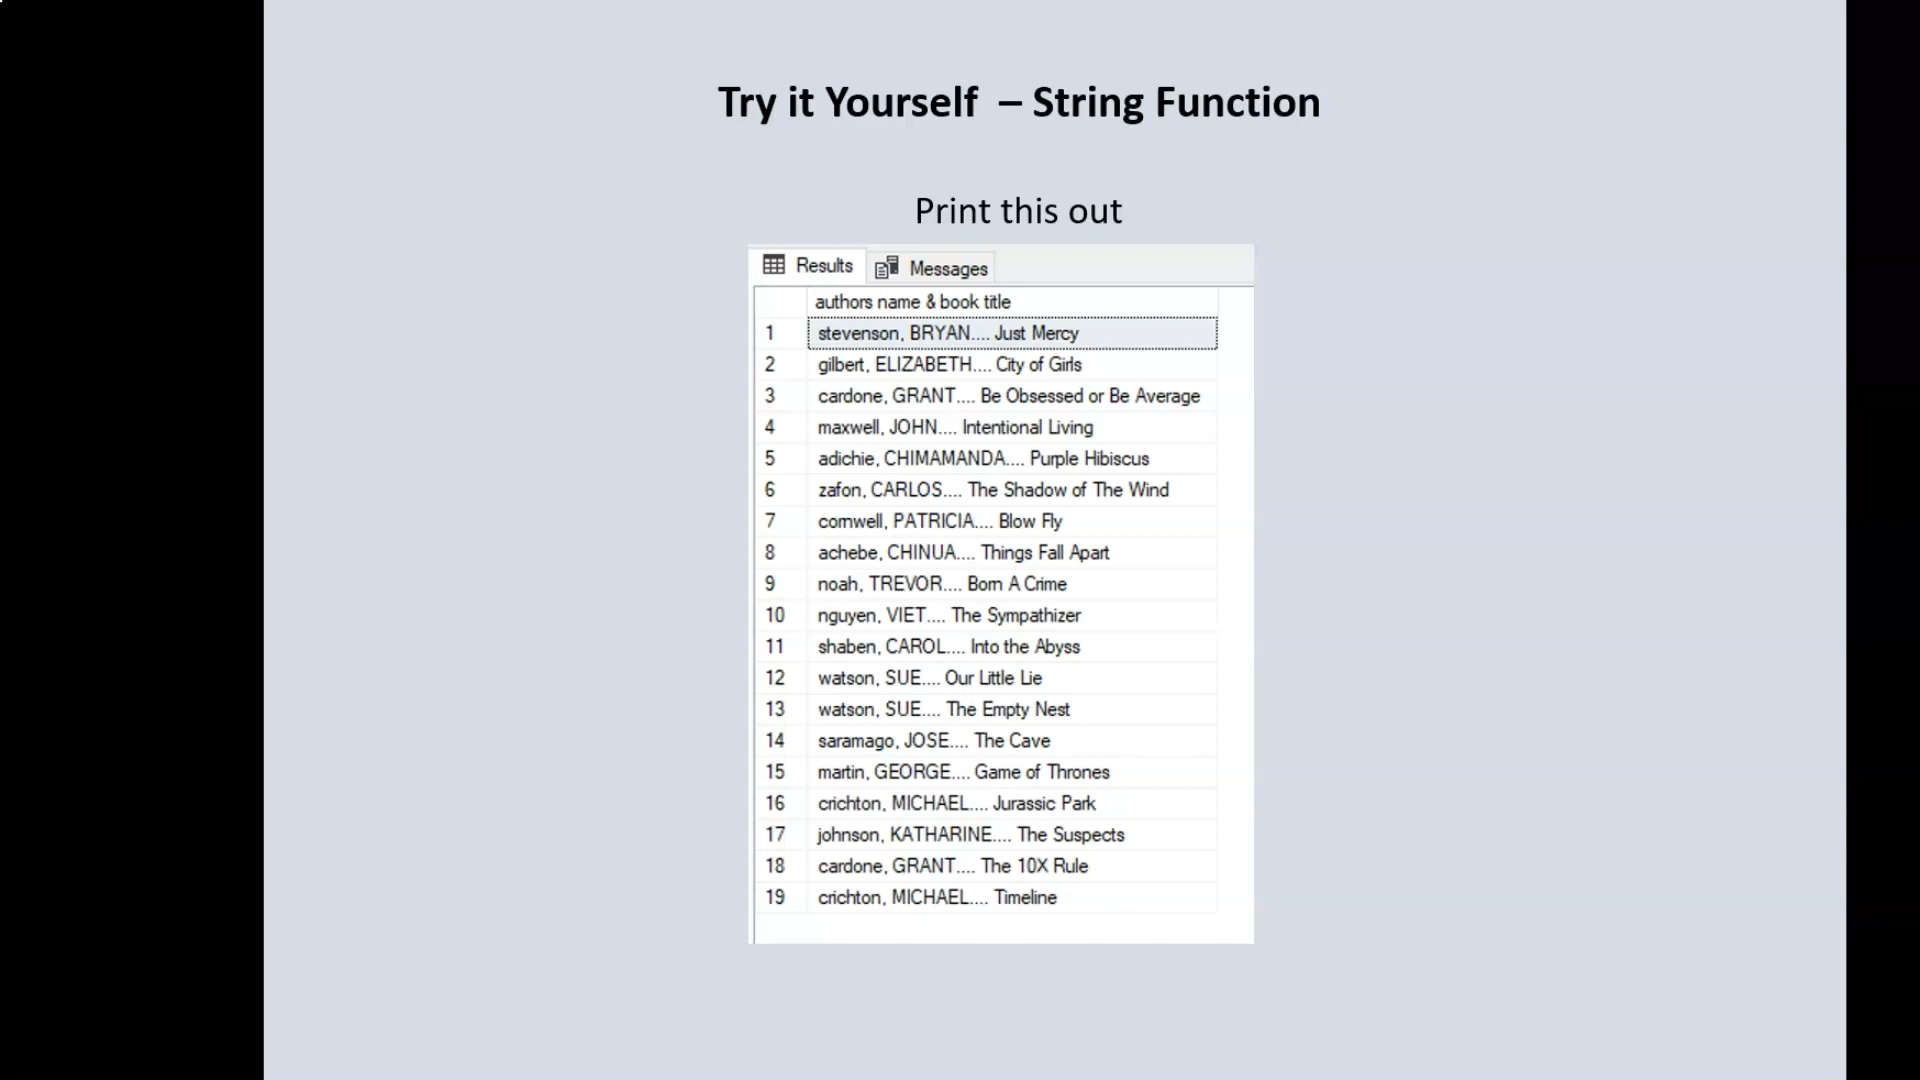 Try it Yourself – String Function
Print this out
Results Messages
authors name & book title
1 stevenson, BRYAN.... Just Mercy
2 gilbert, ELIZABETH.... City of Girls
3 cardone, GRANT.... Be Obsessed or Be Average
4 maxwell, JOHN.... Intentional Living
5 adichie, CHIMAMANDA.... Purple Hibiscus
6 zafon, CARLOS.... The Shadow of The Wind
7 cornwell, PATRICIA.... Blow Fly
8 achebe, CHINUA.... Things Fall Apart
9 noah, TREVOR.... Born A Crime
10 nguyen, VIET.... The Sympathizer
11 shaben, CAROL.... Into the Abyss
12 watson, SUE.... Our Little Lie
13 watson, SUE.... The Empty Nest
14 saramago, JOSE.... The Cave
15 martin, GEORGE.... Game of Thrones
16 crichton, MICHAEL.... Jurassic Park
17 johnson, KATHARINE.... The Suspects
18 cardone, GRANT.... The 10X Rule
19 crichton, MICHAEL.... Timeline